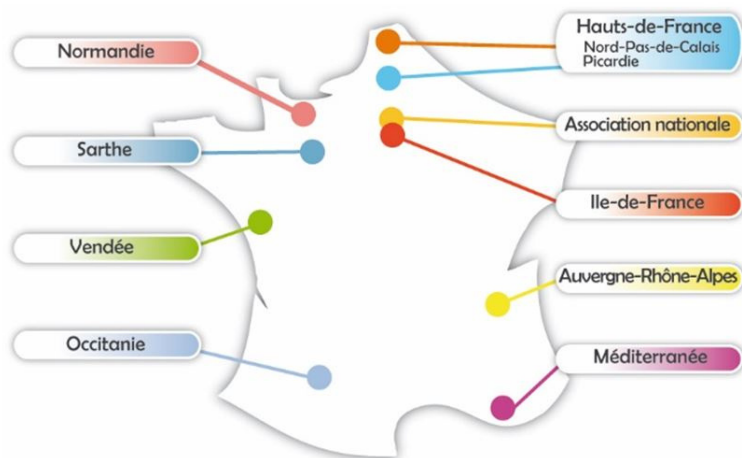 Normandie
Sarthe
Vendée
Occitanie
Hauts-de-France
Nord-Pas-de-Calais
Picardie
Association nationale
Ile-de-France
Auvergne-Rhône-Alpes
Méditerranée